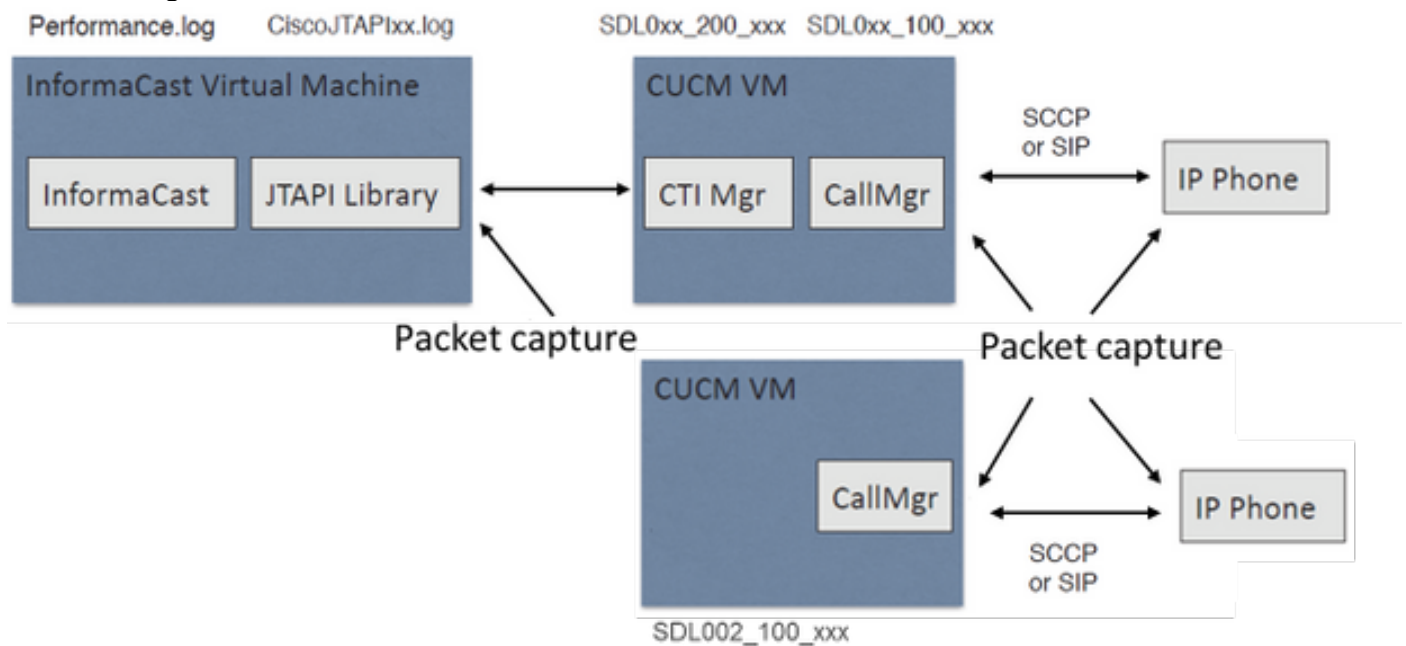 Performance.log CiscoJTAPIxx.log SDL0xx_200_xxx SDL0xx_100_xxx
InformaCast Virtual Machine
CUCM VM
SCCP
or SIP
InformaCast
JTAPI Library
CTI Mgr
CallMgr
IP Phone
Packet capture
Packet capture
CUCM VM
CallMgr
IP Phone
SCCP
or SIP
SDL002_100_xxx